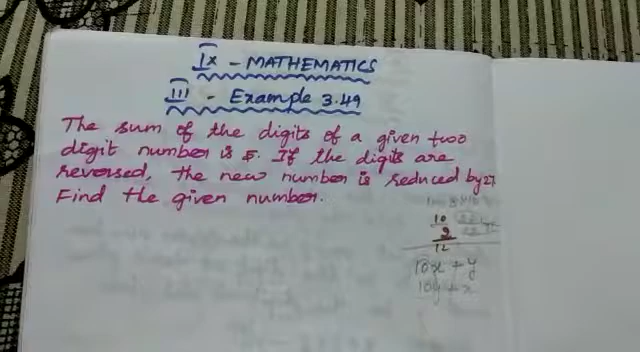 IX - MATHEMATICS
III - Example 3.49
The sum of the digits of a given two
digit number is 5. If the digits are
reversed, the new number is reduced by 27
Find the given number.
10
9
12
10x + y
10y + x